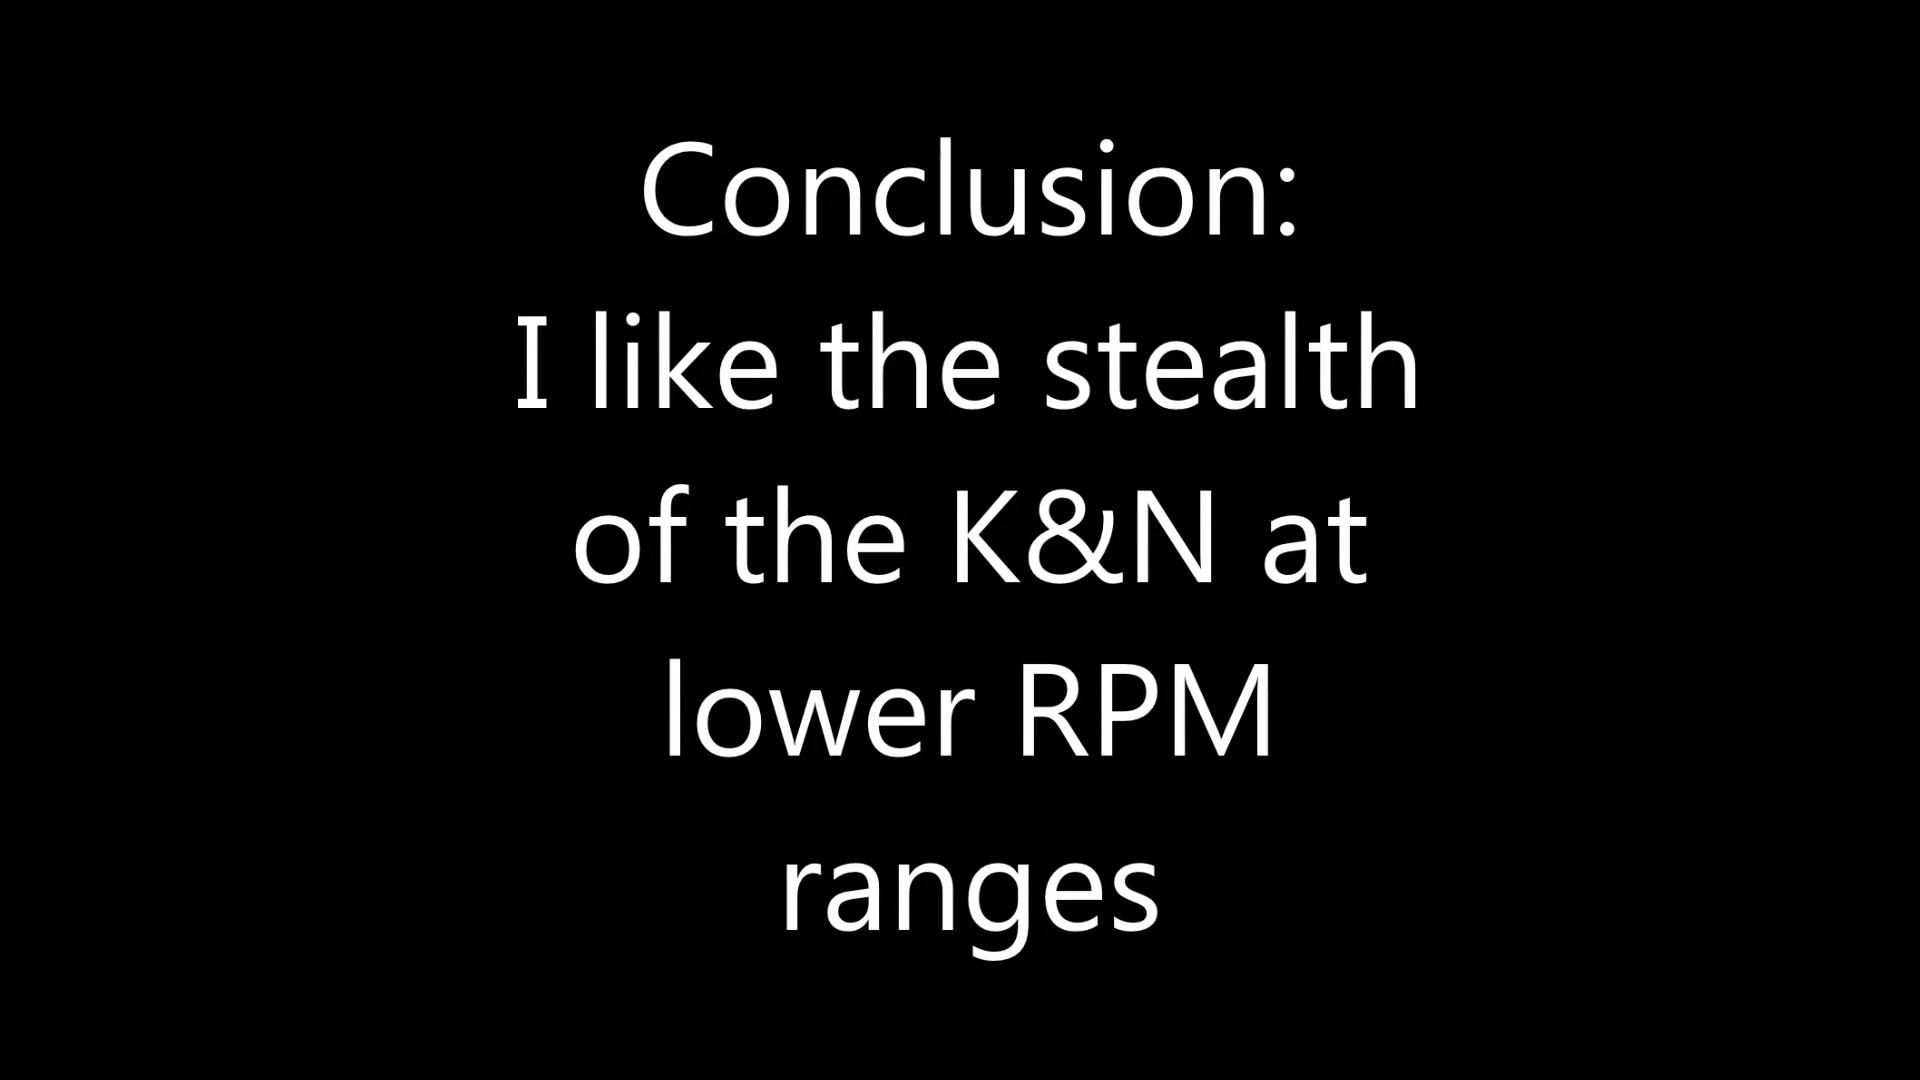 Conclusion:
I like the stealth
of the K&N at
lower RPM
ranges